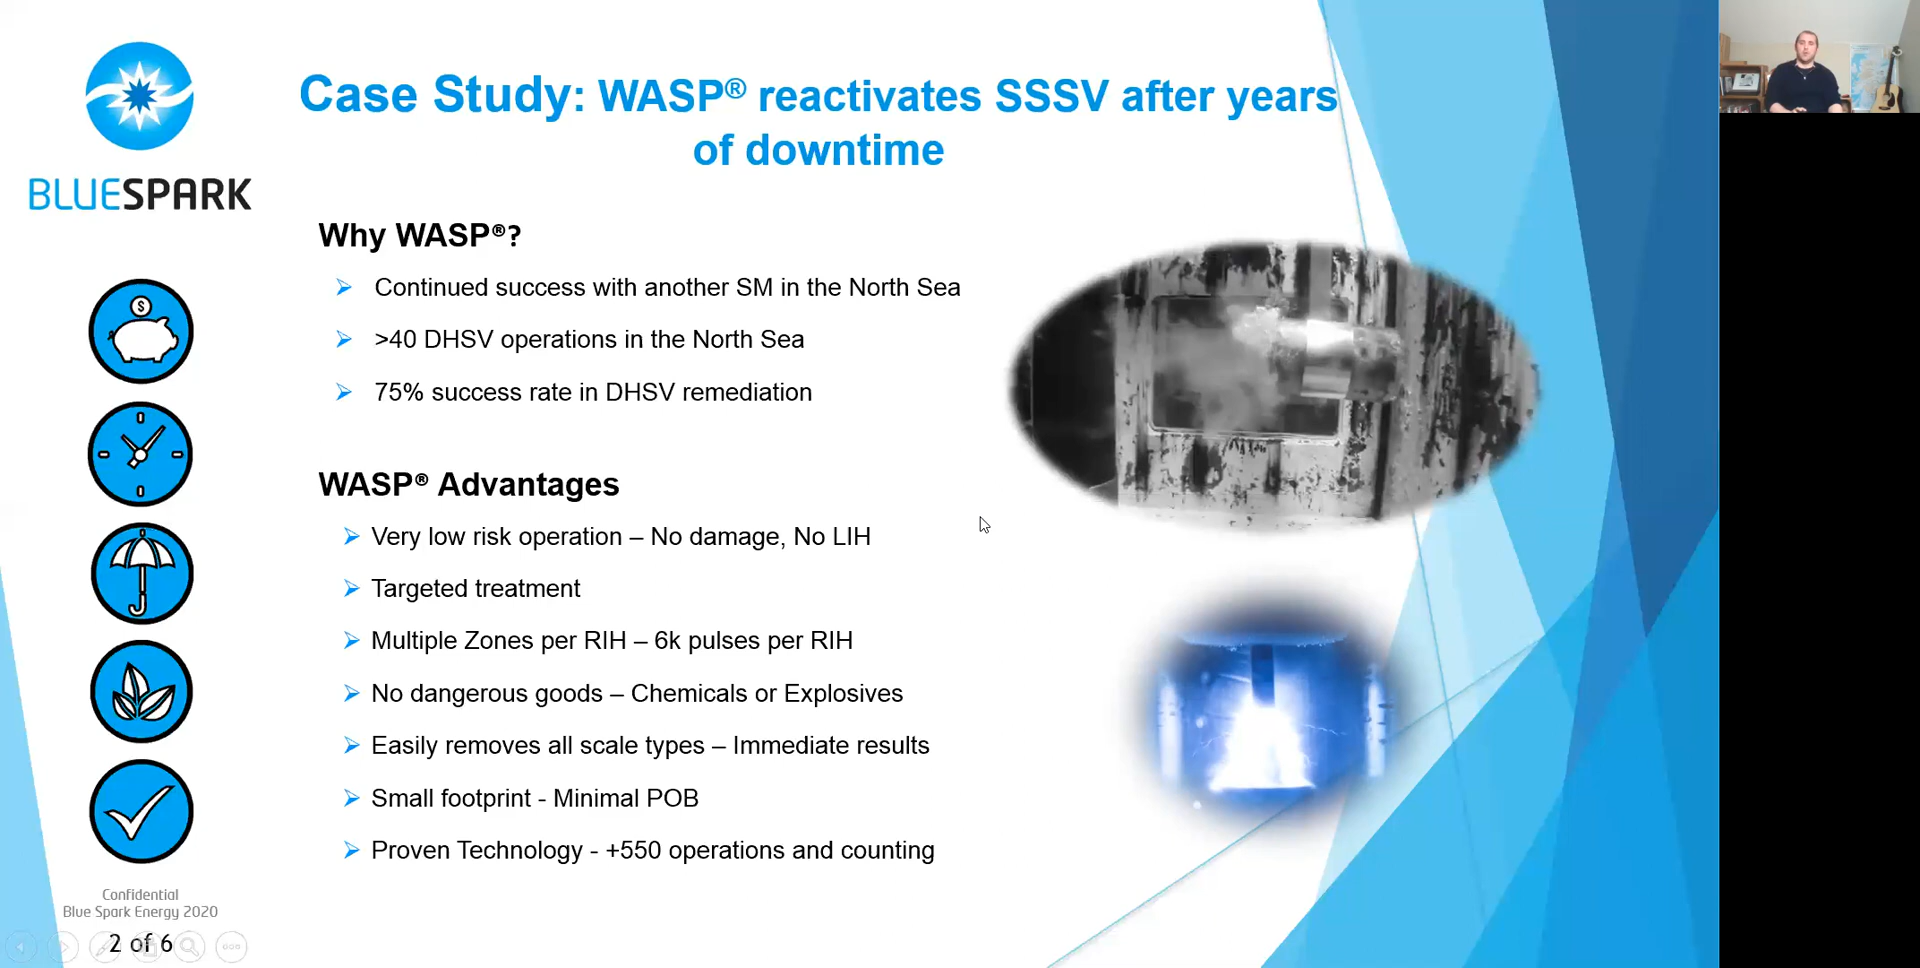 BLUESPARK
Case Study: WASP® reactivates SSSV after years
of downtime
Why WASP®?
Continued success with another SM in the North Sea
>40 DHSV operations in the North Sea
75% success rate in DHSV remediation
WASP® Advantages
Very low risk operation – No damage, No LIH
Targeted treatment
Multiple Zones per RIH – 6k pulses per RIH
No dangerous goods – Chemicals or Explosives
Easily removes all scale types – Immediate results
Small footprint - Minimal POB
Proven Technology - +550 operations and counting
$
Confidential
Blue Spark Energy 2020
2 of 6